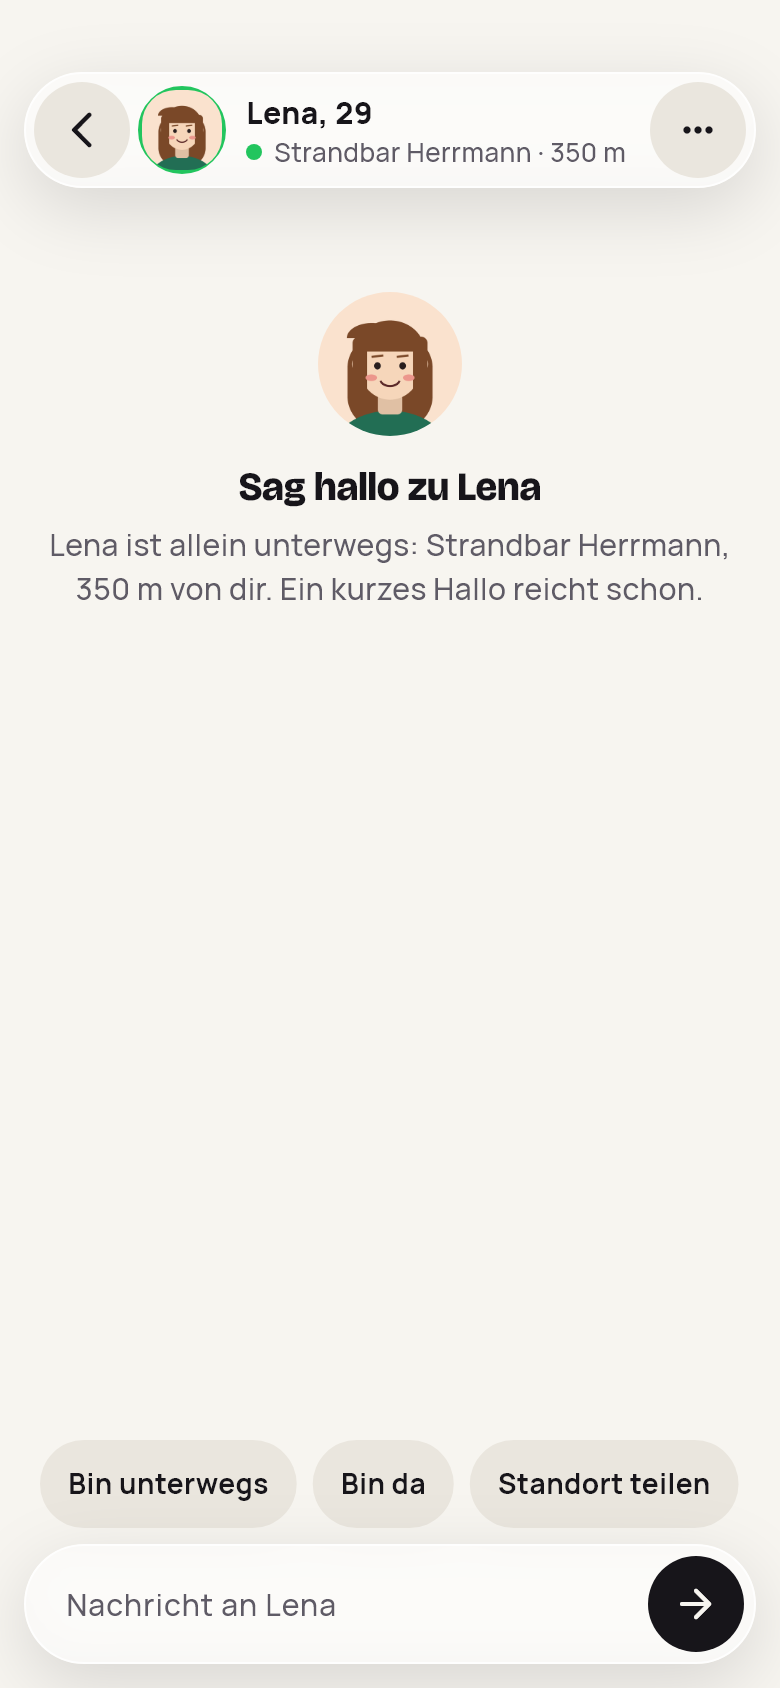 Lena, 29
Strandbar Herrmann · 350 m
Sag hallo zu Lena
Lena ist allein unterwegs: Strandbar Herrmann,
350 m von dir. Ein kurzes Hallo reicht schon.
Bin unterwegs
Bin da
Standort teilen
Nachricht an Lena